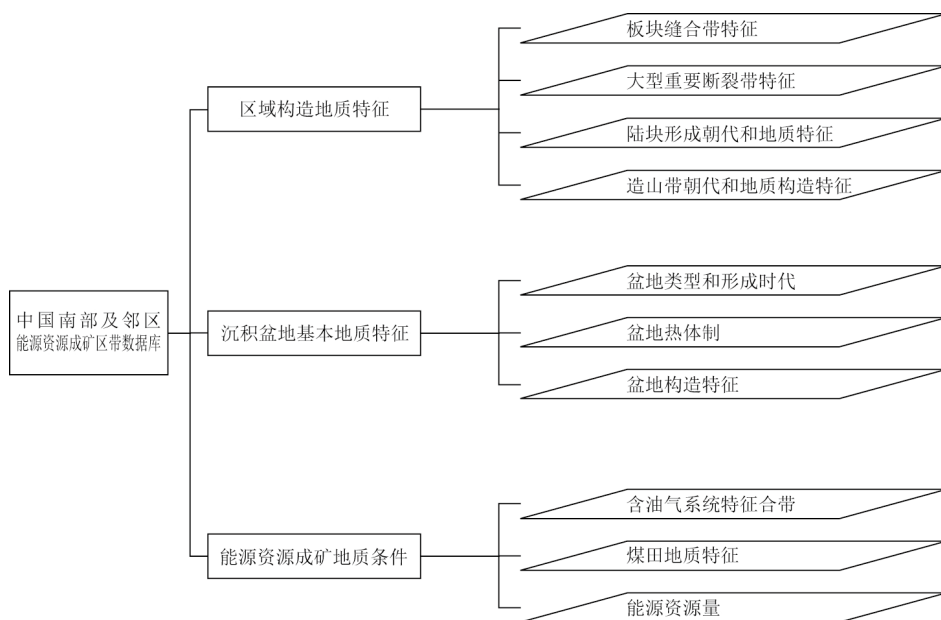 板块缝合带特征
大型重要断裂带特征
区域构造地质特征
陆块形成朝代和地质特征
造山带朝代和地质构造特征
中国南部及邻区
能源资源成矿区带数据库
盆地类型和形成时代
沉积盆地基本地质特征
盆地热体制
盆地构造特征
含油气系统特征合带
能源资源成矿地质条件
煤田地质特征
能源资源量